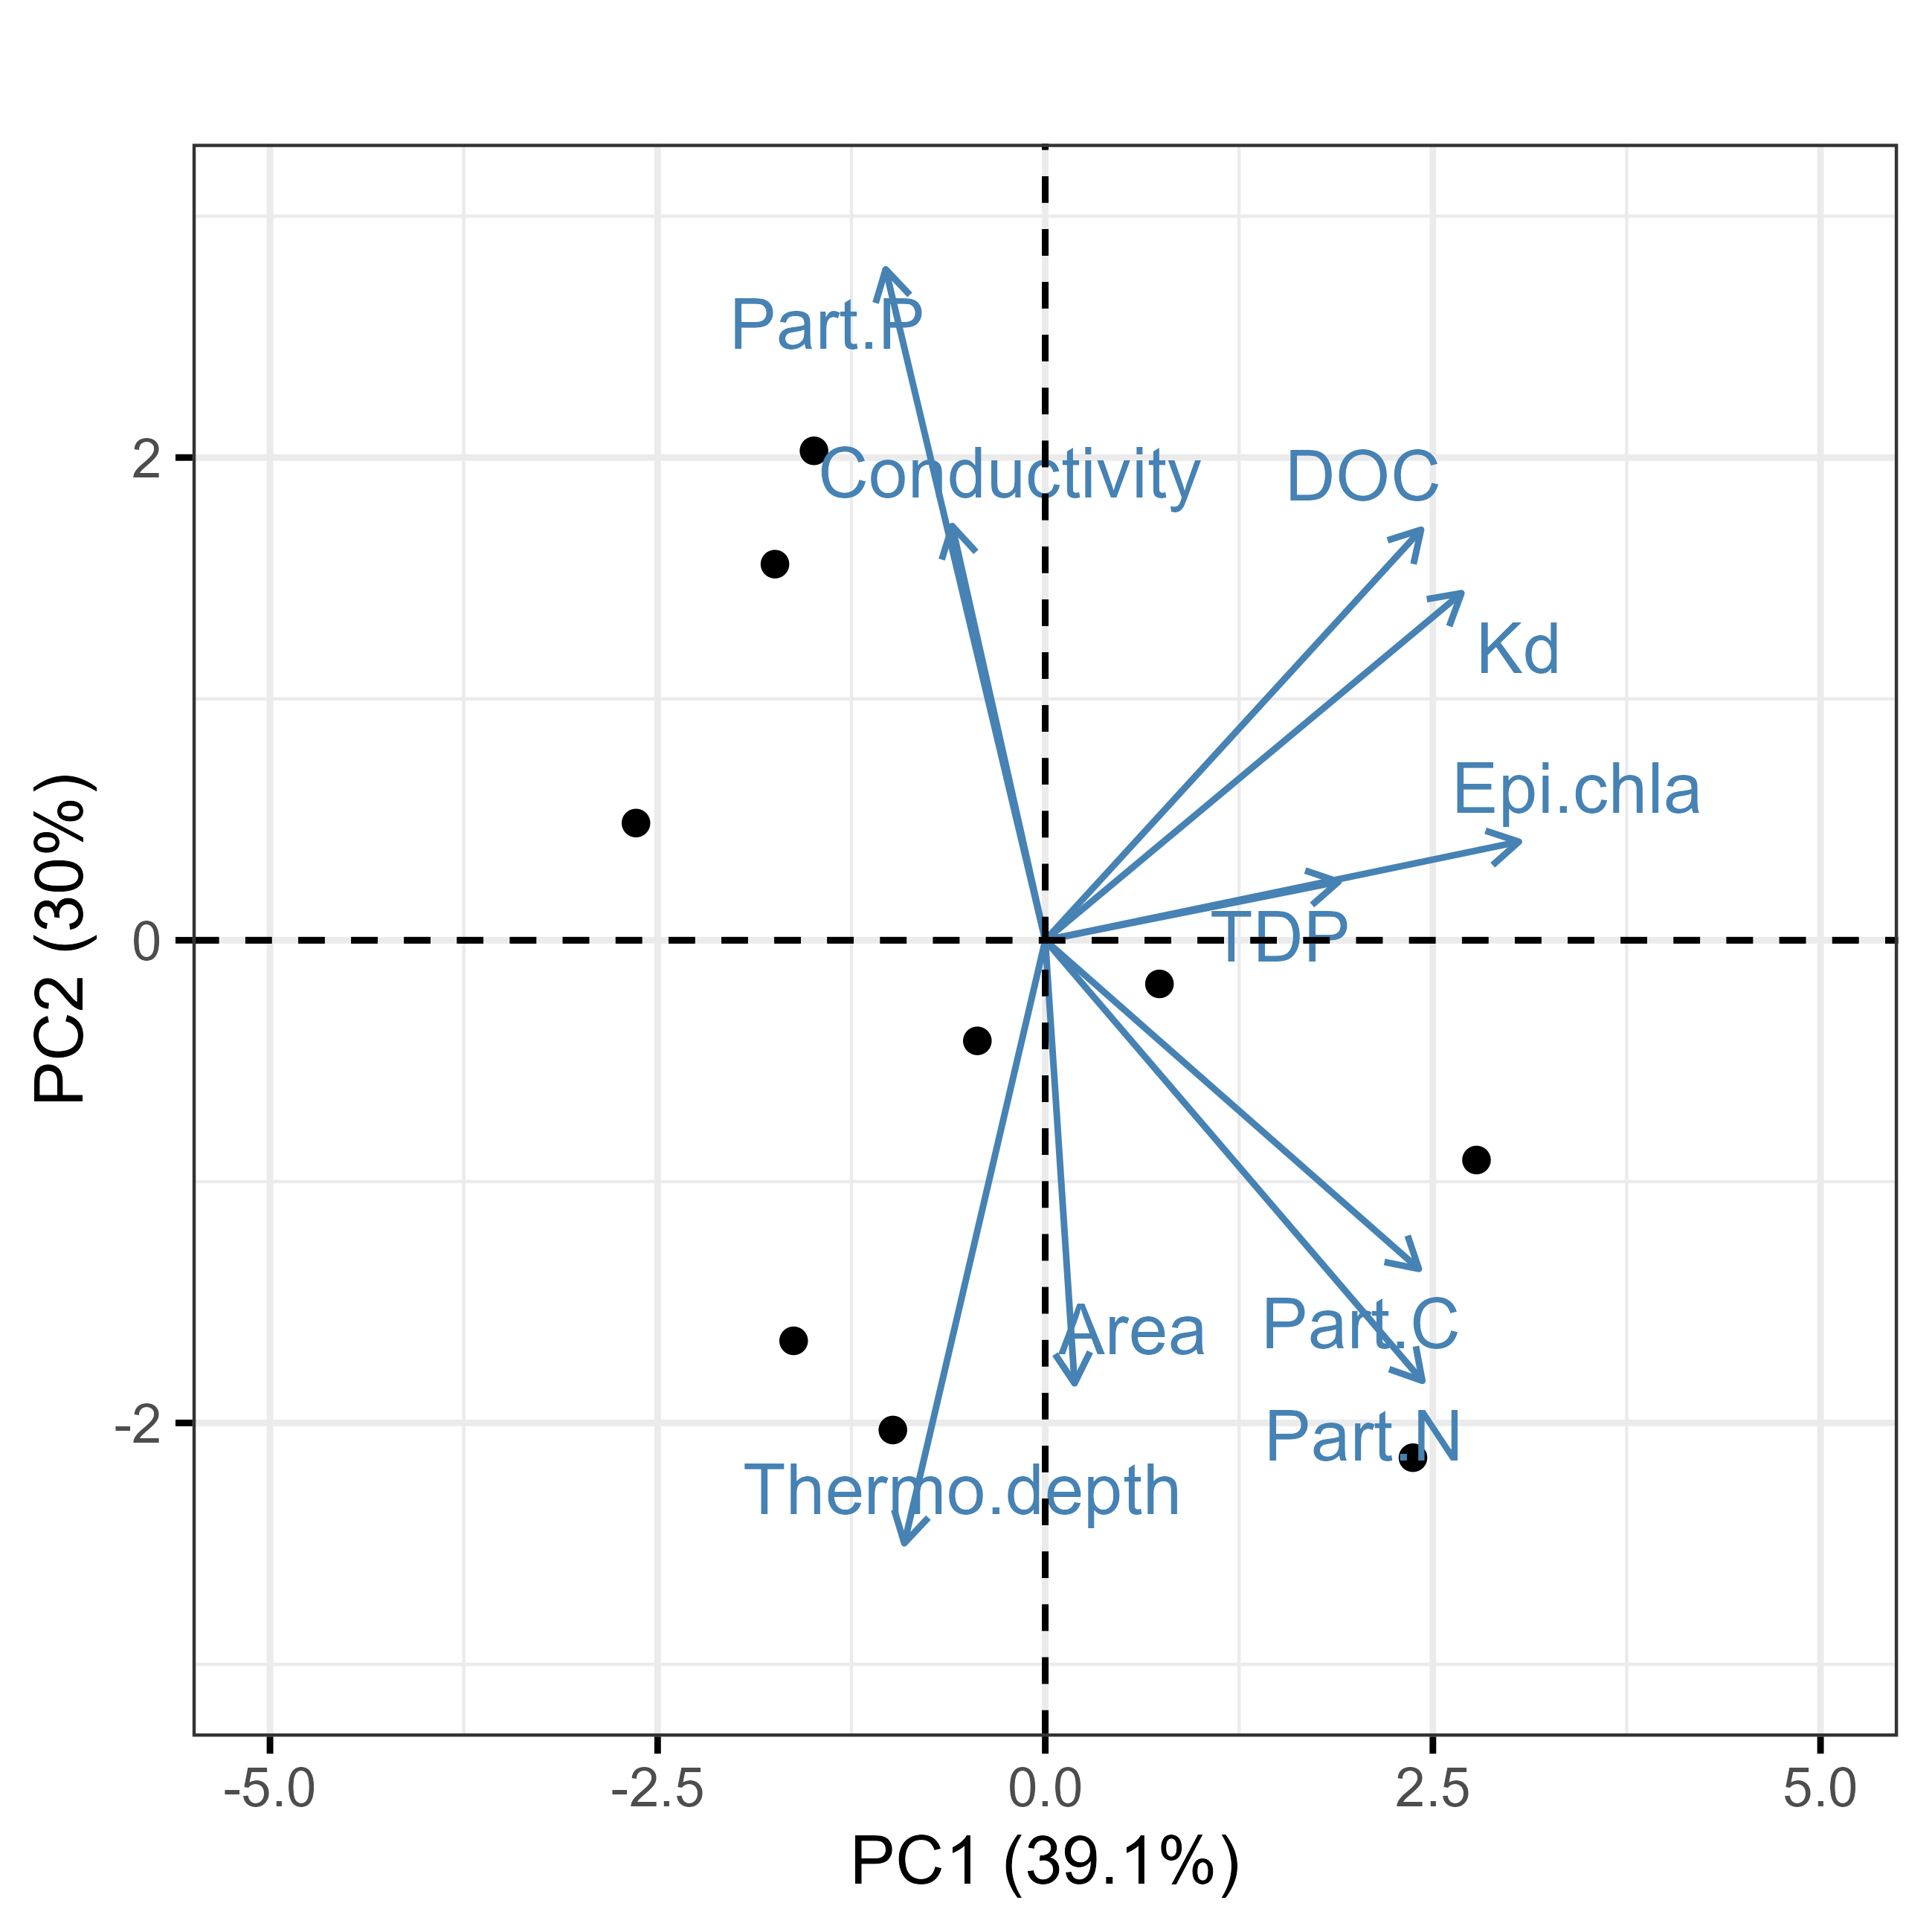 Part.P
Conductivity
DOC
Kd
Epi.chla
TDP
Area
Part.C
Part.N
Thermo.depth
2
0
-2
PC2 (30%)
-5.0
-2.5
0.0
2.5
5.0
PC1 (39.1%)